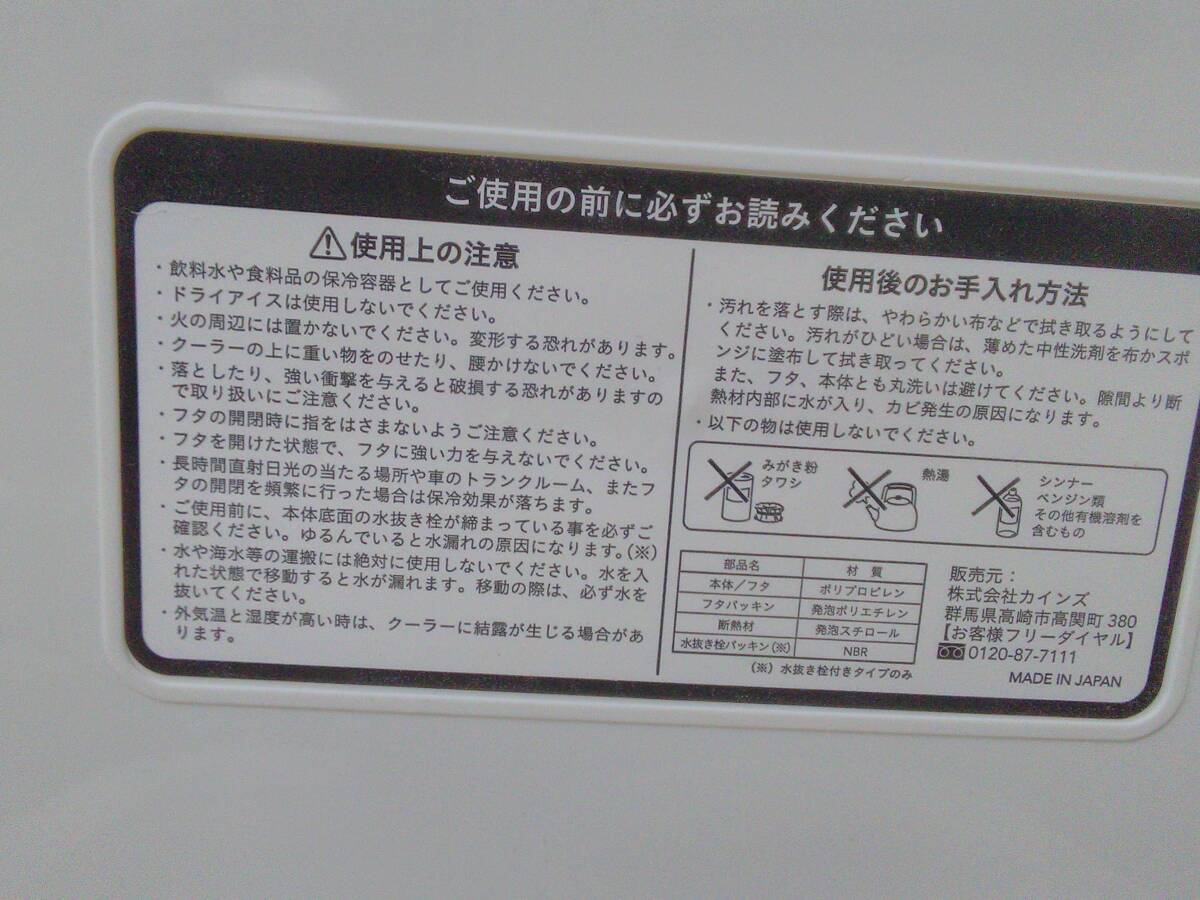 ご使用の前に必ずお読みください
⚠使用上の注意
・飲料水や食料品の保冷容器としてご使用ください。
・ドライアイスは使用しないでください。
・火の周辺には置かないでください。変形する恐れがあります。
・クーラーの上に重い物をのせたり、腰かけないでください。
・落としたり、強い衝撃を与えると破損する恐れがありますの
で取り扱いにご注意ください。
・フタの開閉時に指をはさまないようご注意ください。
・フタを開けた状態で、フタに強い力を与えないでください。
・長時間直射日光の当たる場所や車のトランクルーム、またフ
タの開閉を頻繁に行った場合は保冷効果が落ちます。
・ご使用前に、本体底面の水抜き栓が締まっている事を必ずご
確認ください。ゆるんでいると水漏れの原因になります。(※)
・水や海水等の運搬には絶対に使用しないでください。水を入
れた状態で移動すると水が漏れます。移動の際は、必ず水を
抜いてください。
・外気温と湿度が高い時は、クーラーに結露が生じる場合があ
ります。
使用後のお手入れ方法
・汚れを落とす際は、やわらかい布などで拭き取るようにして
ください。汚れがひどい場合は、薄めた中性洗剤を布かスポ
ンジに塗布して拭き取ってください。
また、フタ、本体とも丸洗いは避けてください。隙間より断
熱材内部に水が入り、カビ発生の原因になります。
・以下の物は使用しないでください。
みがき粉
タワシ
熱湯
シンナー
ベンジン類
その他有機溶剤を
含むもの
部品名 材 質
本体/フタ ポリプロピレン
フタパッキン 発泡ポリエチレン
断熱材 発泡スチロール
水抜き栓パッキン(※) NBR
(※) 水抜き栓付きタイプのみ
販売元:
株式会社カインズ
群馬県高崎市高関町380
【お客様フリーダイヤル】
0120-87-7111
MADE IN JAPAN